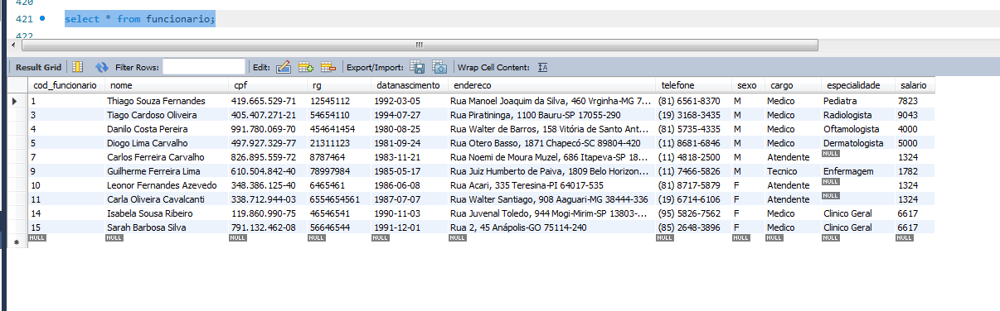 420
421 select * from funcionario;
422
Result Grid Filter Rows: Edit: Export/Import: Wrap Cell Content:
cod_funcionario nome cpf rg datanascimento endereco telefone sexo cargo especialidade salario
1 Thiago Souza Fernandes 419.665.529-71 12545112 1992-03-05 Rua Manoel Joaquim da Silva, 460 Vrginha-MG 7... (81) 6561-8370 M Medico Pediatra 7823
3 Tiago Cardoso Oliveira 405.407.271-21 54654110 1994-07-27 Rua Piratininga, 1100 Bauru-SP 17055-290 (19) 3168-3435 M Medico Radiologista 9043
4 Danilo Costa Pereira 991.780.069-70 454641454 1980-08-25 Rua Walter de Barros, 158 Vitória de Santo Ant... (81) 5735-4335 M Medico Oftamologista 4000
5 Diogo Lima Carvalho 497.927.329-77 21311123 1981-09-24 Rua Otero Basso, 1871 Chapecó-SC 89804-420 (11) 8681-6846 M Medico Dermatologista 5000
7 Carlos Ferreira Carvalho 826.895.559-72 8787464 1983-11-21 Rua Noemi de Moura Muzel, 686 Itapeva-SP 18... (11) 4818-2500 M Atendente NULL 1324
9 Guilherme Ferreira Lima 610.504.842-40 78997984 1985-05-17 Rua Juiz Humberto de Paiva, 1809 Belo Horizon... (11) 7466-5826 M Tecnico Enfermagem 1782
10 Leonor Fernandes Azevedo 348.386.125-40 6465461 1986-06-08 Rua Acari, 335 Teresina-PI 64017-535 (81) 8717-5879 F Atendente NULL 1324
11 Carla Oliveira Cavalcanti 338.712.944-03 6554654561 1987-07-07 Rua Walter Santiago, 908 Aaguari-MG 38444-336 (19) 6714-6106 F Atendente NULL 1324
14 Isabela Sousa Ribeiro 119.860.990-75 46546541 1990-11-03 Rua Juvenal Toledo, 944 Mogi-Mirim-SP 13803-... (95) 5826-7562 F Medico Clinico Geral 6617
15 Sarah Barbosa Silva 791.132.462-08 56646544 1991-12-01 Rua 2, 45 Anápolis-GO 75114-240 (85) 2648-3896 F Medico Clinico Geral 6617
NULL NULL NULL NULL NULL NULL NULL NULL NULL NULL NULL